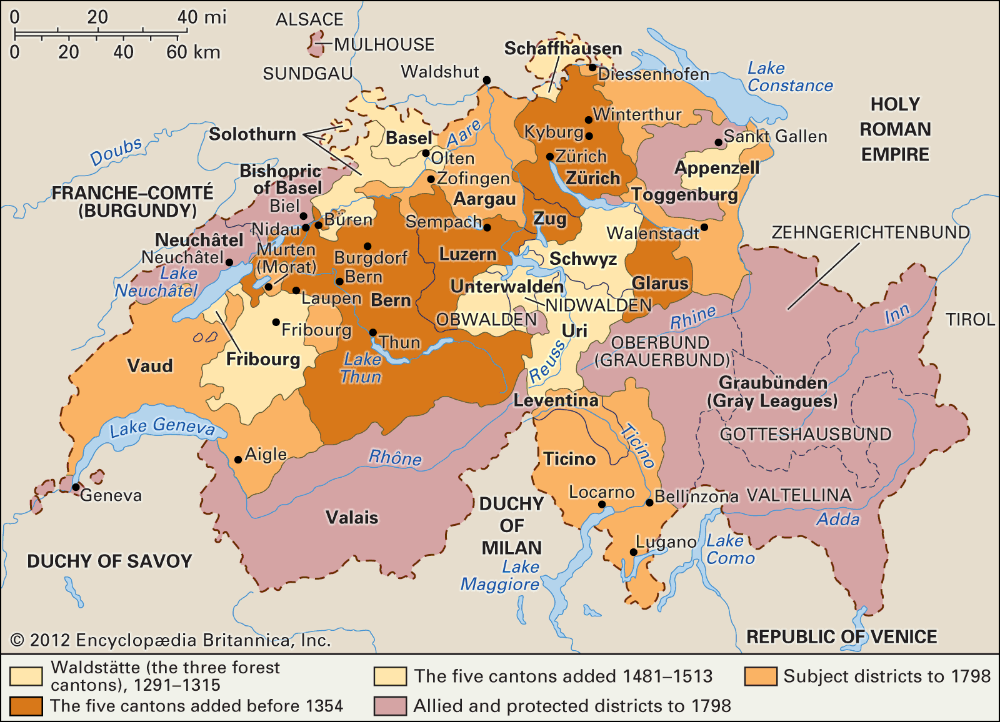 0 20 40 mi
0 20 40 60 km
ALSACE
MULHOUSE
SUNDGAU
Waldshut
Schaffhausen
Diessenhofen
Lake
Constance
HOLY
ROMAN
EMPIRE
Winterthur
Kyburg
Zürich
Zürich
Sankt Gallen
Appenzell
Toggenburg
Doubs
Solothurn
Basel
Aare
Olten
Zofingen
Aargau
Bishopric
of Basel
Biel
FRANCHE–COMTÉ
(BURGUNDY)
Nidau
Büren
Sempach
Zug
Walenstadt
ZEHNGERICHTENBUND
Neuchâtel
Neuchâtel
Murten
(Morat)
Burgdorf
Luzern
Schwyz
Lake
Neuchâtel
Bern
Laupen
Bern
Unterwalden
NIDWALDEN
OBWALDEN
Glarus
Rhine
Inn
TIROL
Fribourg
Fribourg
Thun
Lake
Thun
Uri
Reuss
OBERBUND
(GRAUERBUND)
Vaud
Graubünden
(Gray Leagues)
Leventina
GOTTESHAUSBUND
Lake Geneva
Aigle
Rhône
Ticino
Ticino
Geneva
Valais
DUCHY
OF
MILAN
Locarno
Bellinzona
VALTELLINA
Adda
Lugano
Lake
Como
Lake
Maggiore
DUCHY OF SAVOY
REPUBLIC OF VENICE
© 2012 Encyclopædia Britannica, Inc.
Waldstätte (the three forest
cantons), 1291–1315
The five cantons added before 1354
The five cantons added 1481–1513
Allied and protected districts to 1798
Subject districts to 1798